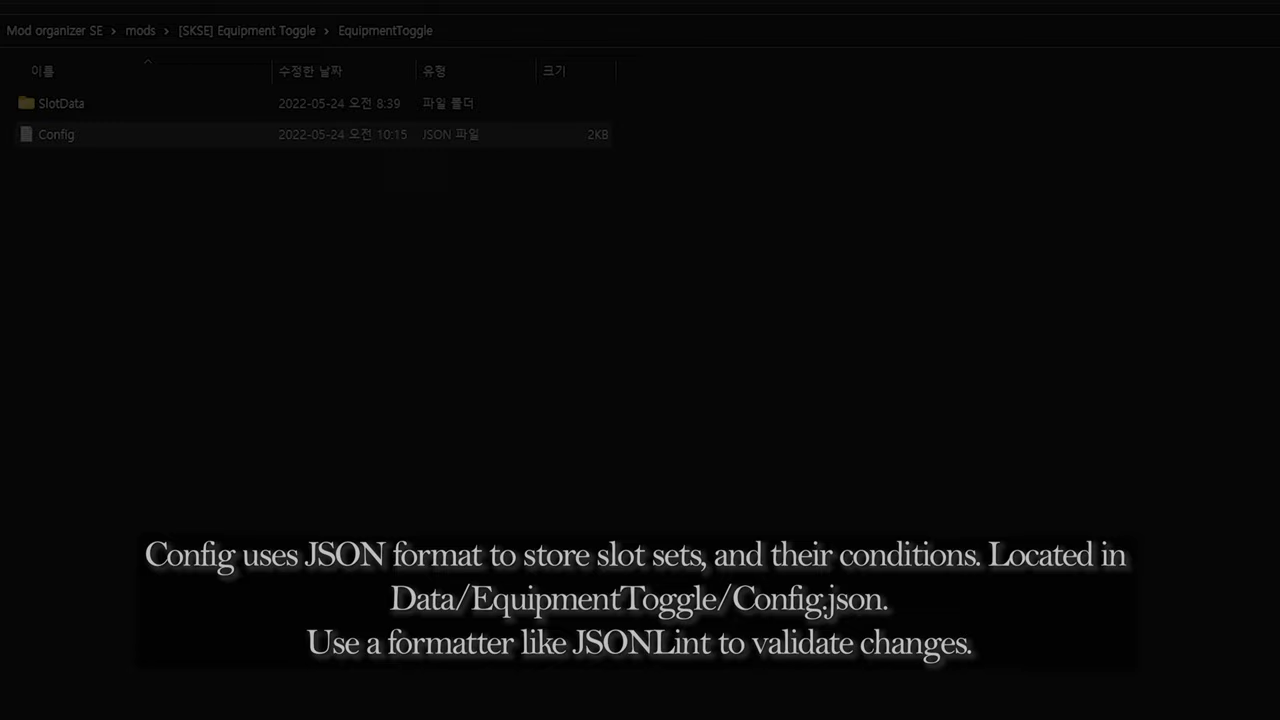 Mod organizer SE > mods > [SKSE] Equipment Toggle > EquipmentToggle
이름 수정한 날짜 유형 크기
SlotData 2022-05-24 오전 8:39 파일 폴더
Config 2022-05-24 오전 10:15 JSON 파일 2KB
Config uses JSON format to store slot sets, and their conditions. Located in
Data/EquipmentToggle/Config.json.
Use a formatter like JSONLint to validate changes.